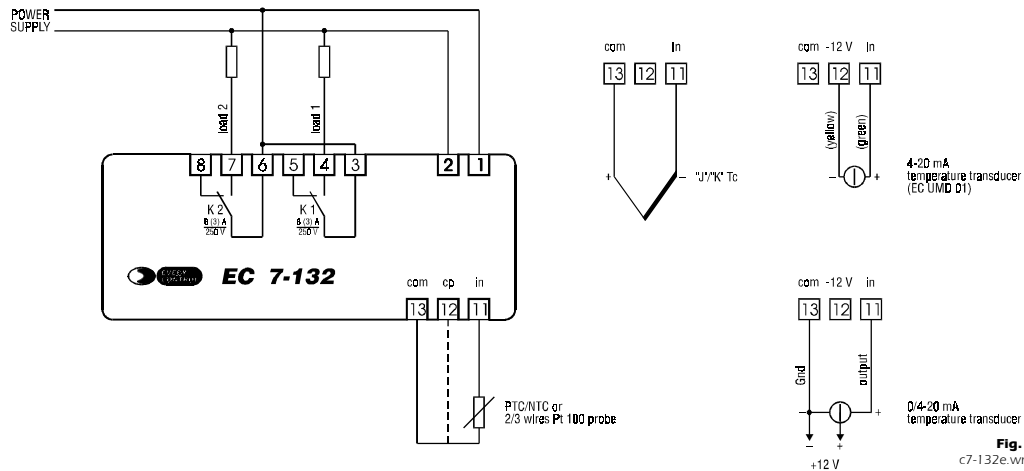 POWER
SUPPLY
load 2
load 1
8 7 6 5 4 3 2 1
K 2
8 (3) A
250 V
K 1
8 (3) A
250 V
EVERY
CONTROL
EC 7-132
com cp in
13 12 11
PTC/NTC or
2/3 wires Pt 100 probe
com In
13 12 11
+
- "J"/"K" Tc
com -12 V In
13 12 11
(yellow)
(green)
- +
4-20 mA
temperature transducer
(EC UMD 01)
com -12 V in
13 12 11
Gnd
output
- +
0/4-20 mA
temperature transducer
- +
+12 V
Fig.